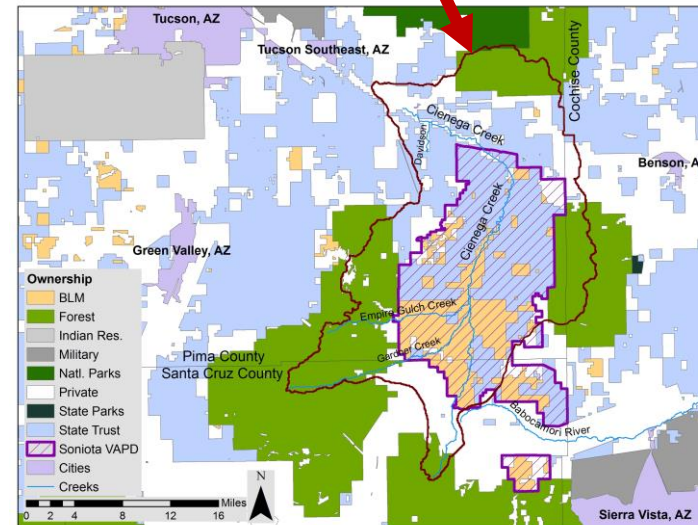 Tucson, AZ
Tucson Southeast, AZ
Cochise County
Cienega Creek
Davidson
Benson, AZ
Cienega Creek
Green Valley, AZ
Ownership
BLM
Forest
Indian Res.
Military
Natl. Parks
Private
State Parks
State Trust
Soniota VAPD
Cities
Creeks
Empire Gulch Creek
Gardner Creek
Pima County
Santa Cruz County
Babocamori River
N
0 2 4 8 12 16 Miles
Sierra Vista, AZ